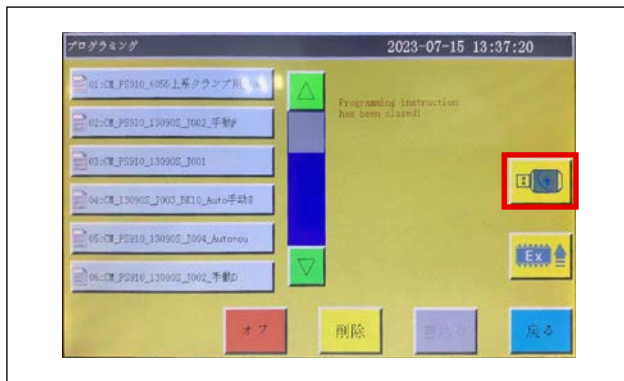 プログラミング
2023-07-15 13:37:20
01:CM_PS910_6055上系クランプ用
Programming instruction
has been closed!
02:CM_PS910_13090S_J002_手動P
03:CM_PS910_13090S_J001
04:CM_13090S_J003_BK10_Auto手动8
05:CM_PS910_13090S_J004_Autorou
06:CM_PS910_13090S_J002_手動D
Ex
オフ
削除
書込み
戻る